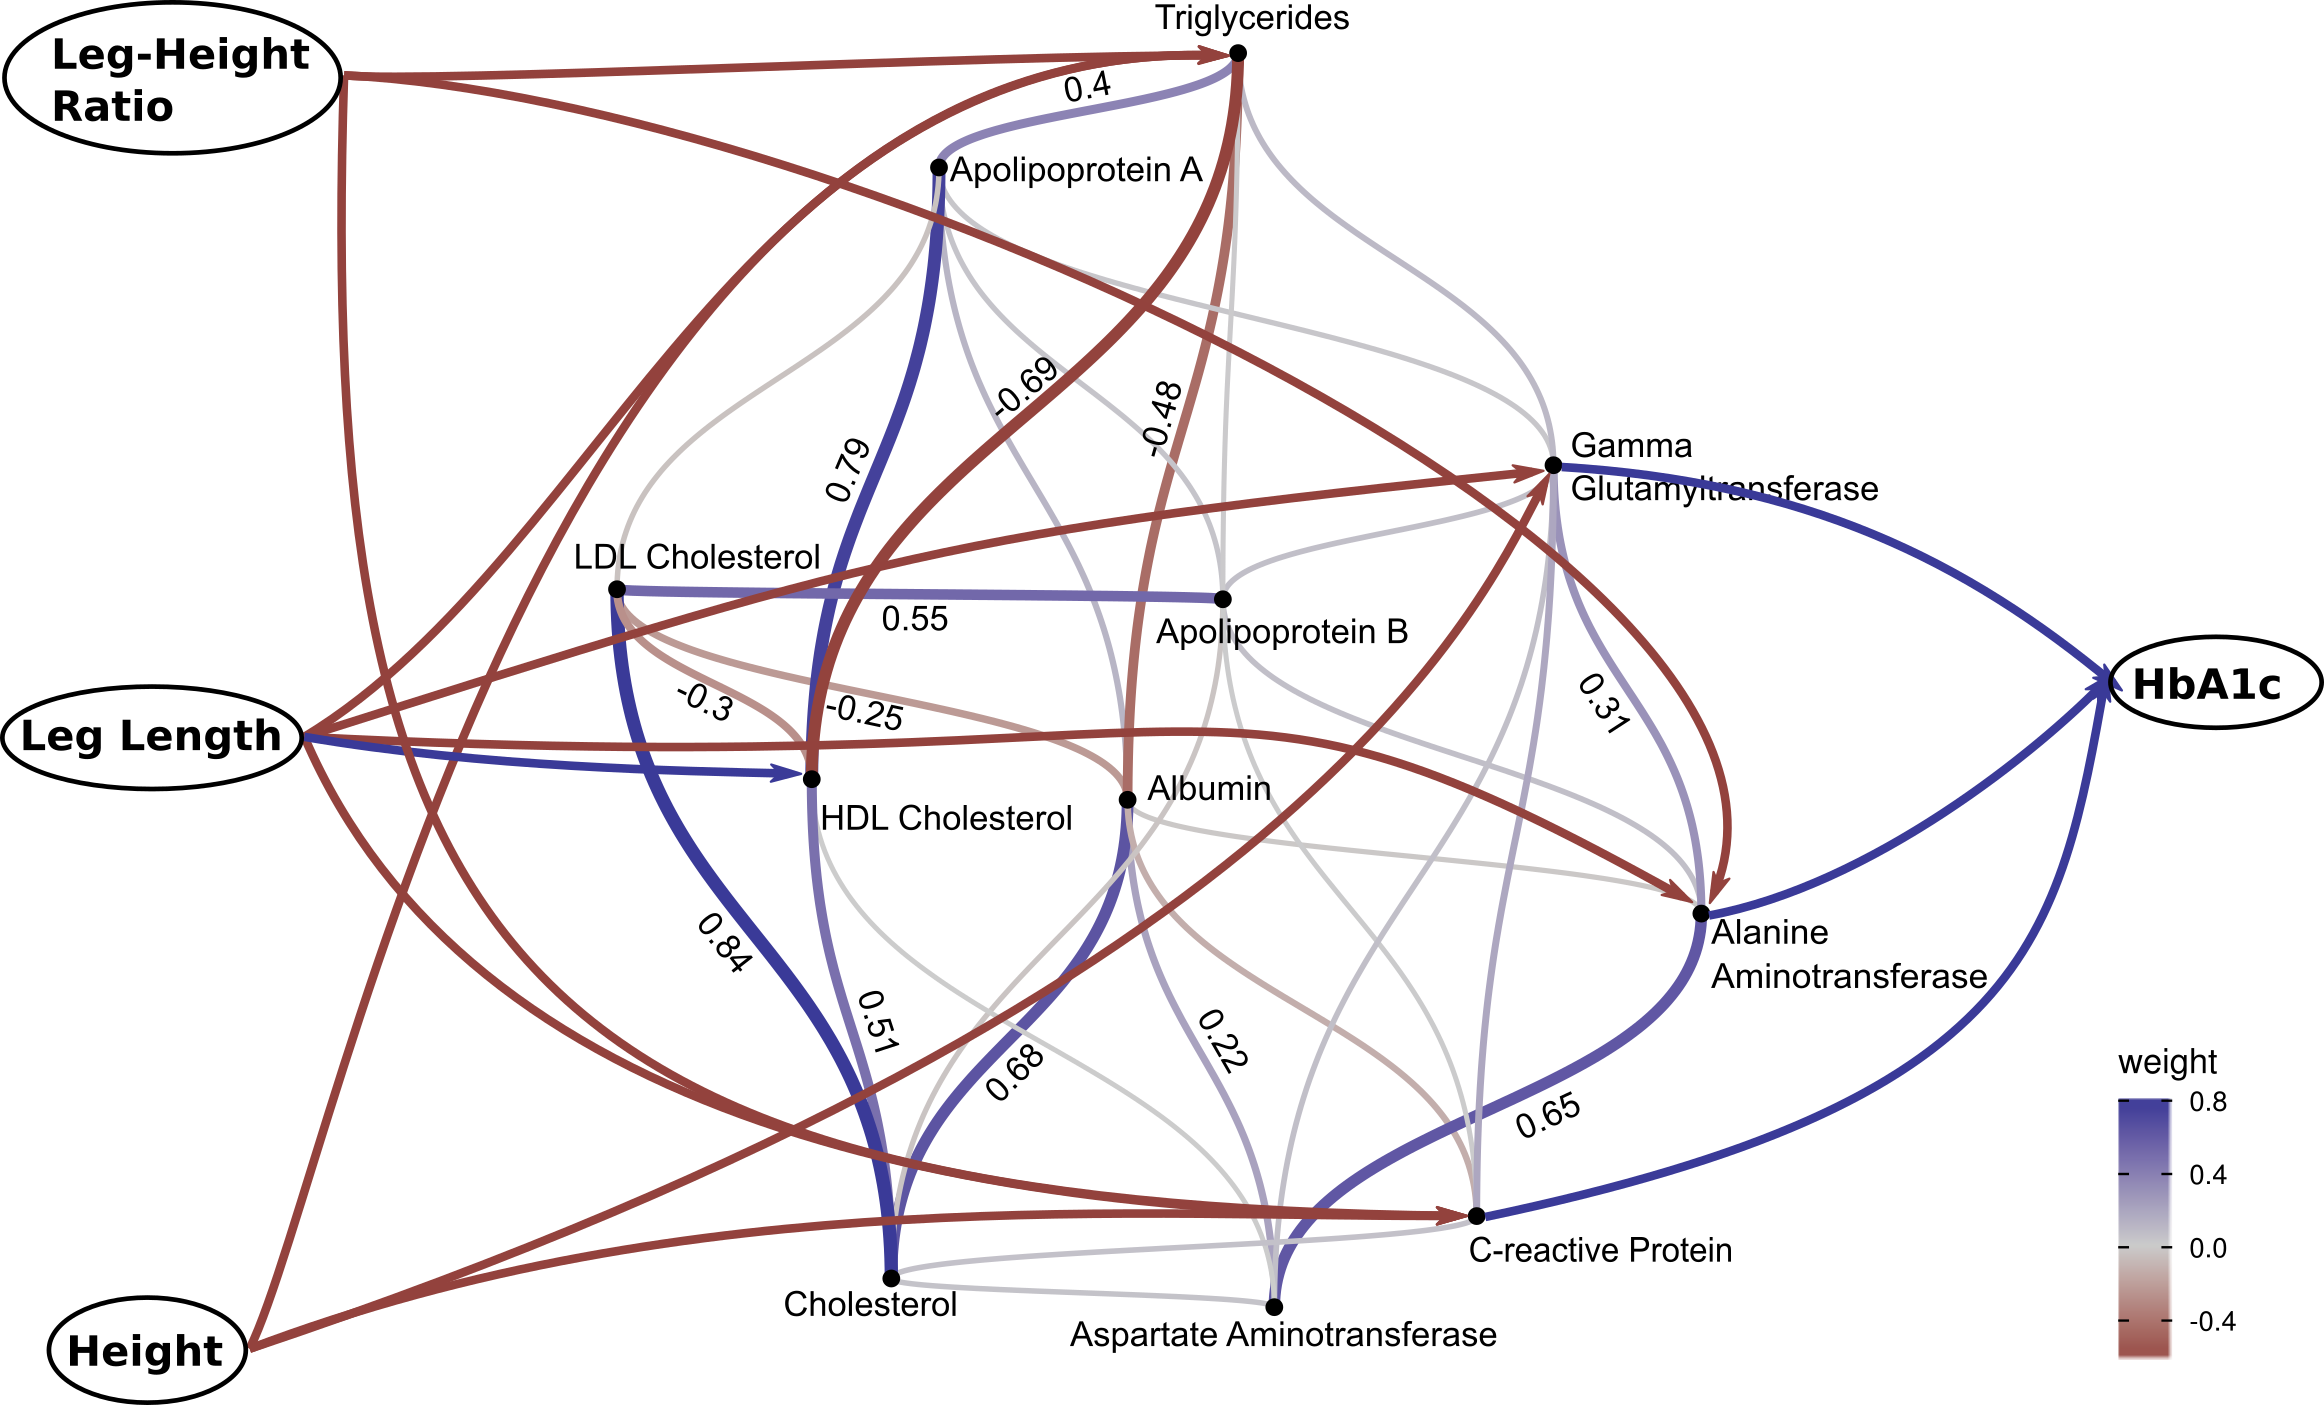 Triglycerides
Leg-Height
Ratio
0.4
Apolipoprotein A
-0.69
-0.48
0.79
Gamma
Glutamyltransferase
LDL Cholesterol
0.55
Apolipoprotein B
-0.3
-0.25
0.31
HbA1c
Leg Length
Albumin
HDL Cholesterol
0.84
Alanine
Aminotransferase
0.51
0.68
0.22
0.65
weight
0.8
0.4
0.0
-0.4
C-reactive Protein
Cholesterol
Aspartate Aminotransferase
Height